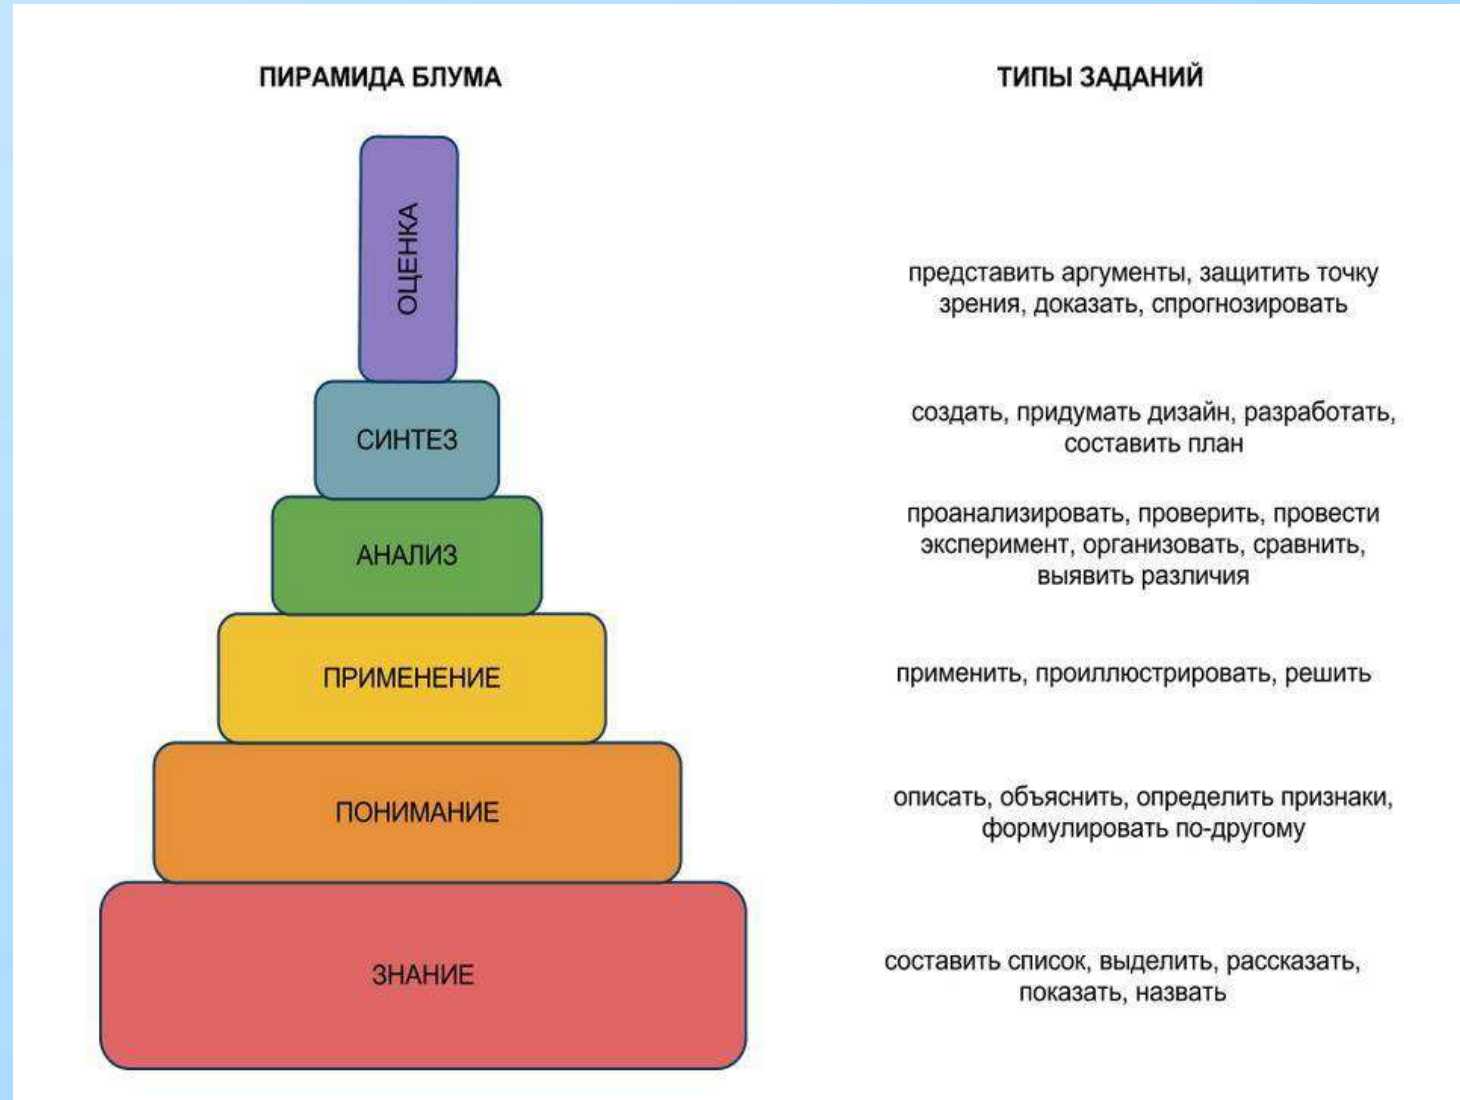 ПИРАМИДА БЛУМА
ТИПЫ ЗАДАНИЙ
ОЦЕНКА
представить аргументы, защитить точку
зрения, доказать, спрогнозировать
СИНТЕЗ
создать, придумать дизайн, разработать,
составить план
АНАЛИЗ
проанализировать, проверить, провести
эксперимент, организовать, сравнить,
выявить различия
ПРИМЕНЕНИЕ
применить, проиллюстрировать, решить
ПОНИМАНИЕ
описать, объяснить, определить признаки,
формулировать по-другому
ЗНАНИЕ
составить список, выделить, рассказать,
показать, назвать